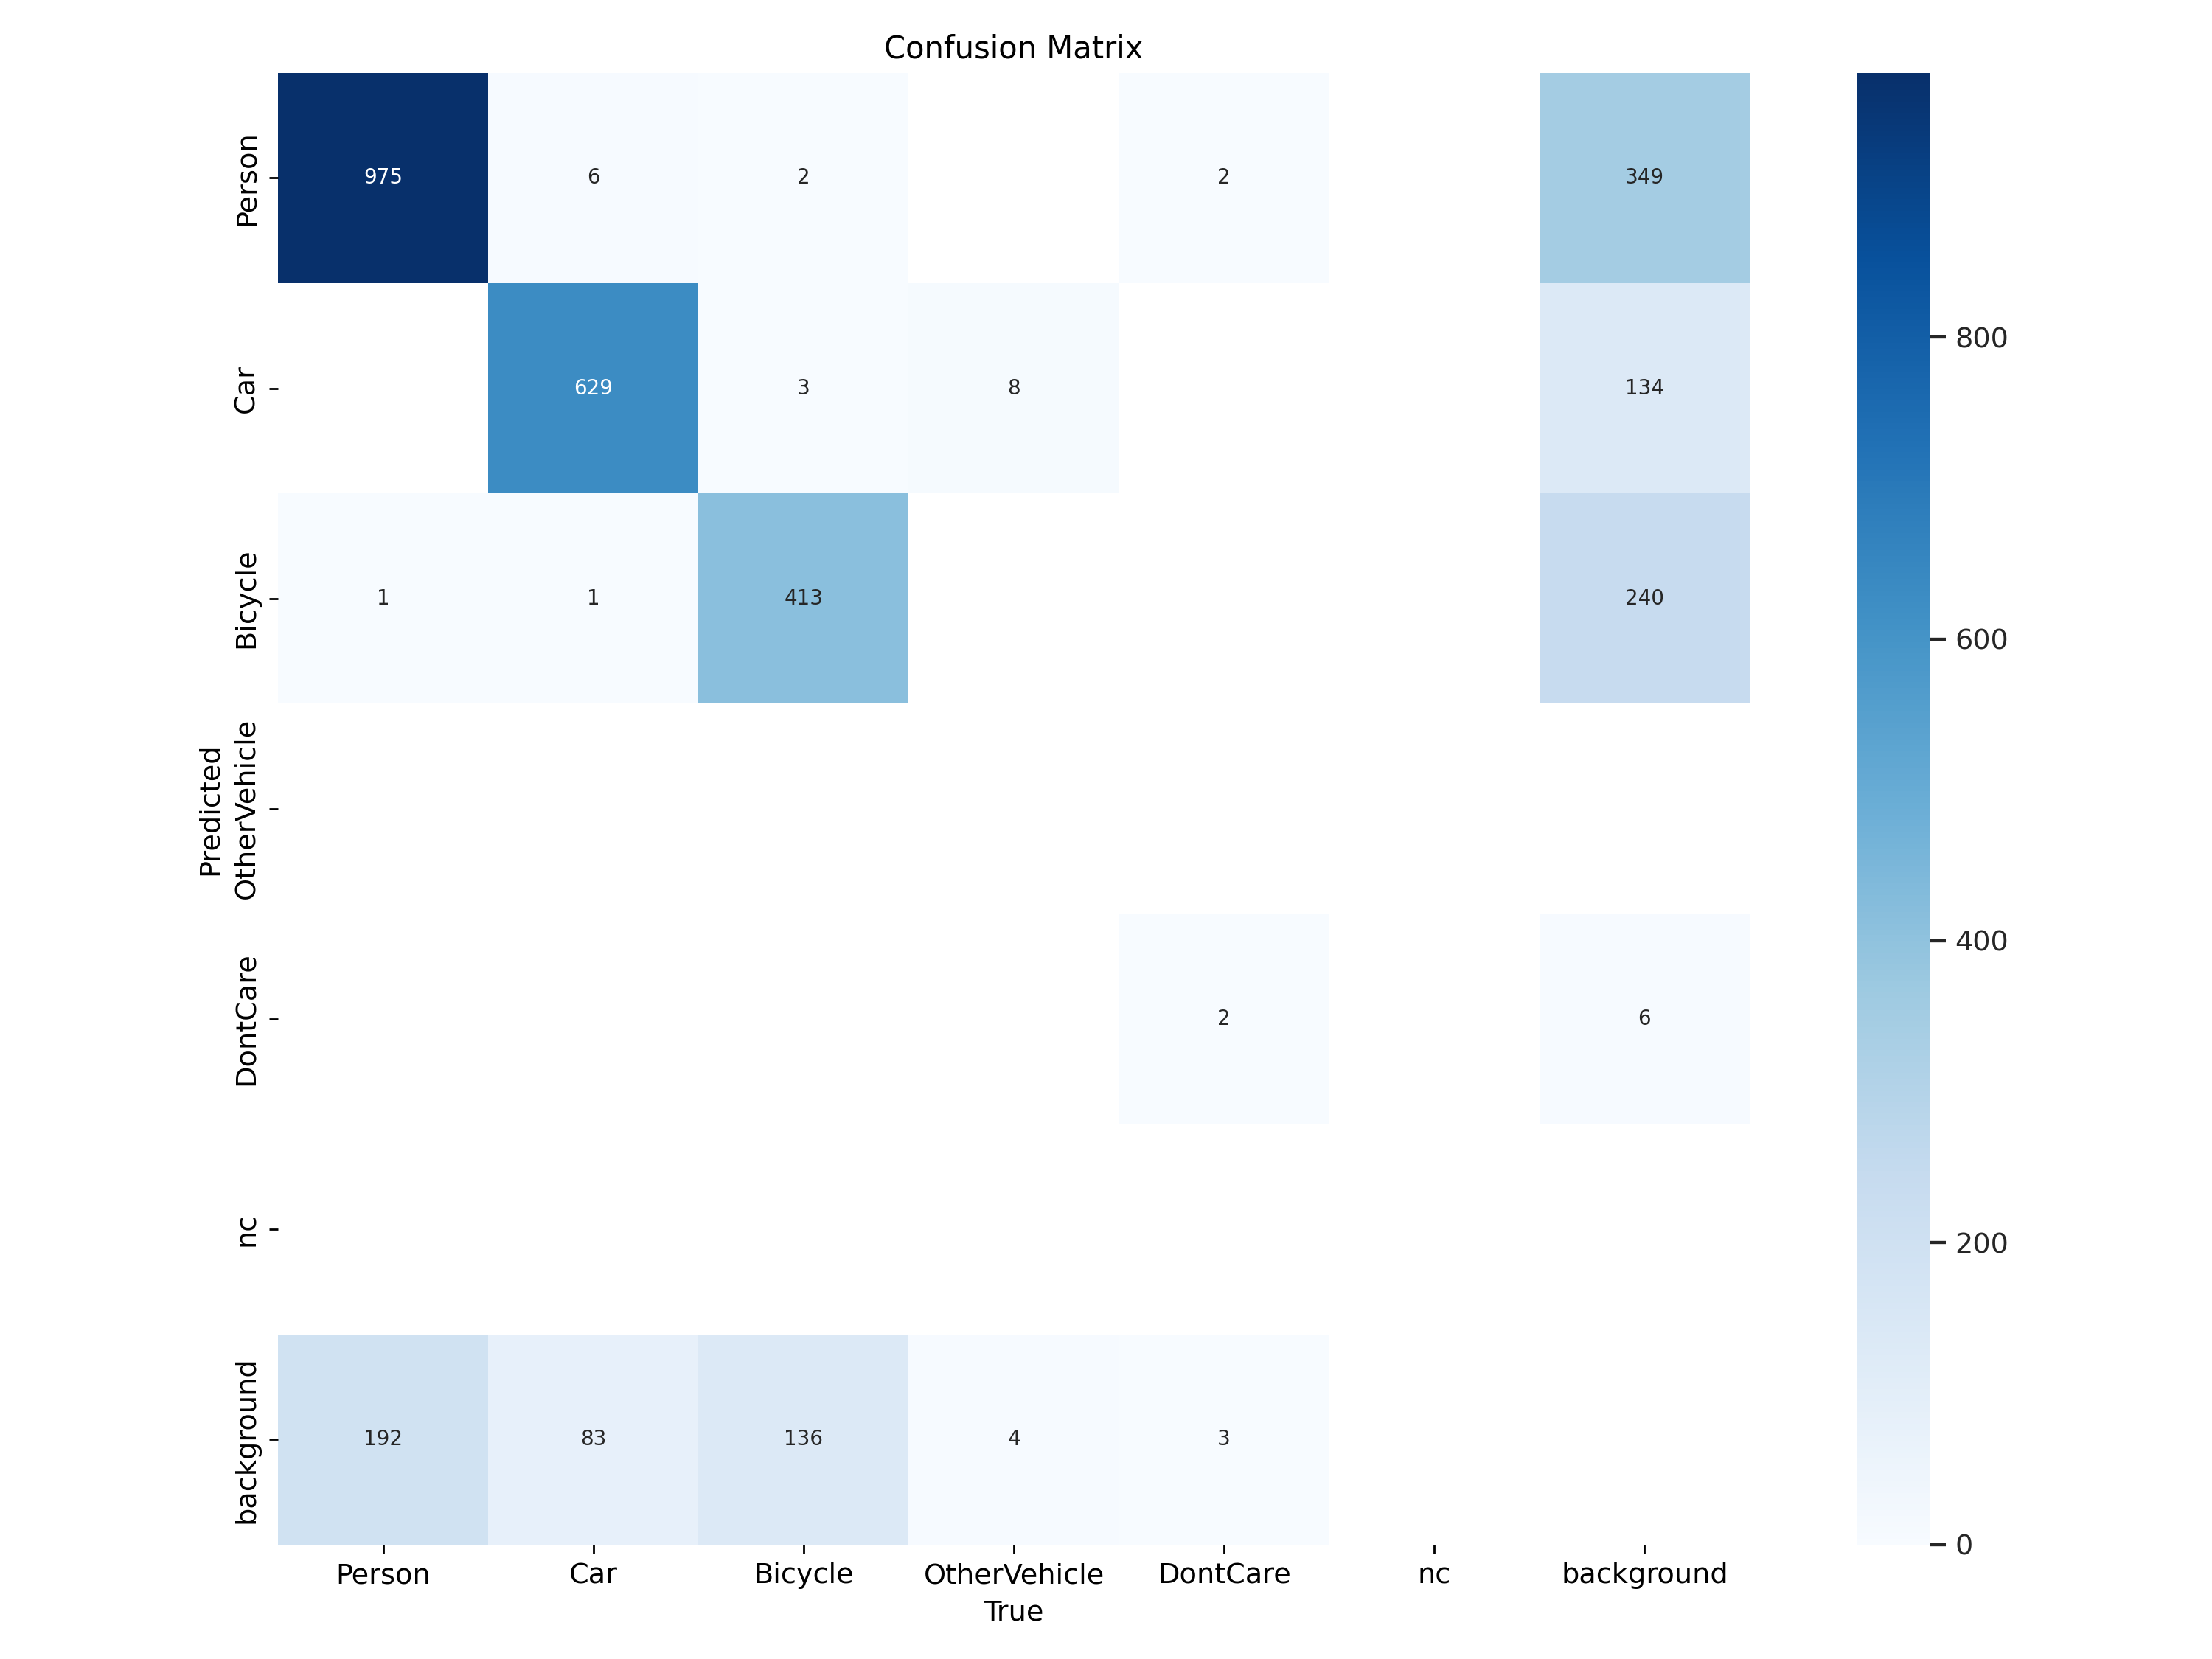 Confusion Matrix
Person
975 6 2 2 349
Car
629 3 8 134
Bicycle
1 1 413 240
OtherVehicle
Predicted
DontCare
2 6
nc
background
192 83 136 4 3
Person Car Bicycle OtherVehicle DontCare nc background
True
800
600
400
200
0